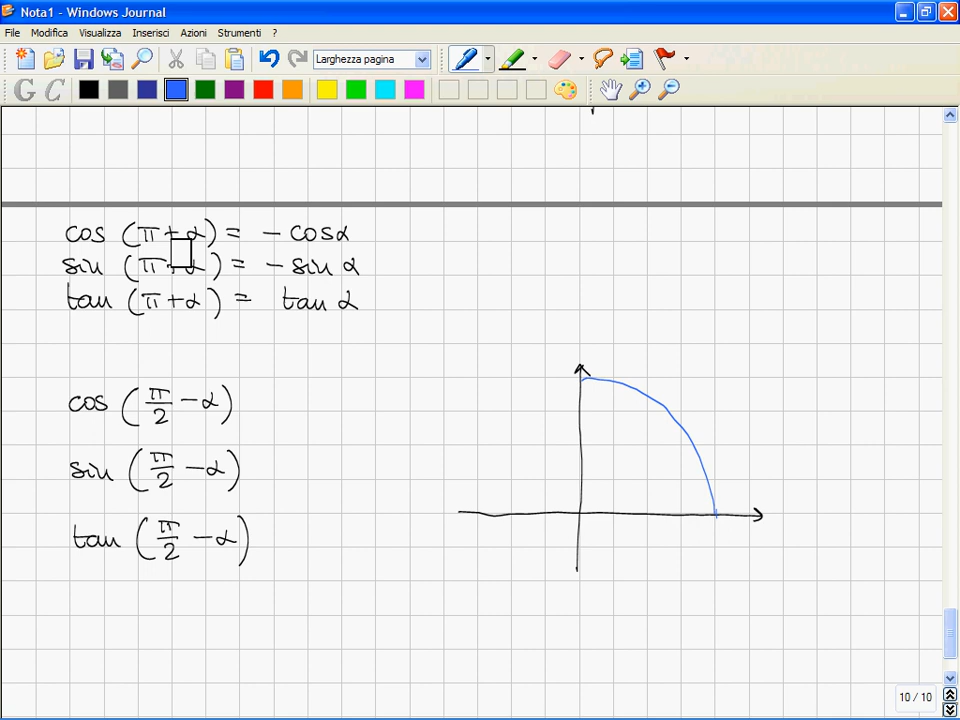 Nota1 - Windows Journal
File Modifica Visualizza Inserisci Azioni Strumenti ?
Larghezza pagina
G C
cos (π+α) = - cosα
sin (π+α) = - sin α
tan (π+α) = tan α
cos (π/2 - α)
sin (π/2 - α)
tan (π/2 - α)
10 / 10